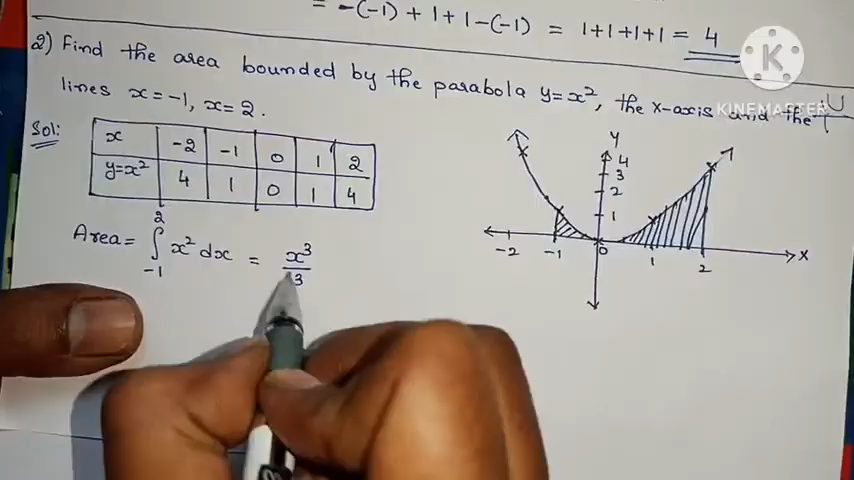 = -(-1) + 1 + 1 - (-1) = 1+1+1+1 = 4
K
KINEMASTER
2) Find the area bounded by the parabola y=x², the x-axis and the
lines x=-1, x=2.
Sol:
x -2 -1 0 1 2
y=x² 4 1 0 1 4
Area = ∫₋₁² x² dx = x³/3
Y
4
3
2
1
-2 -1 0 1 2 X